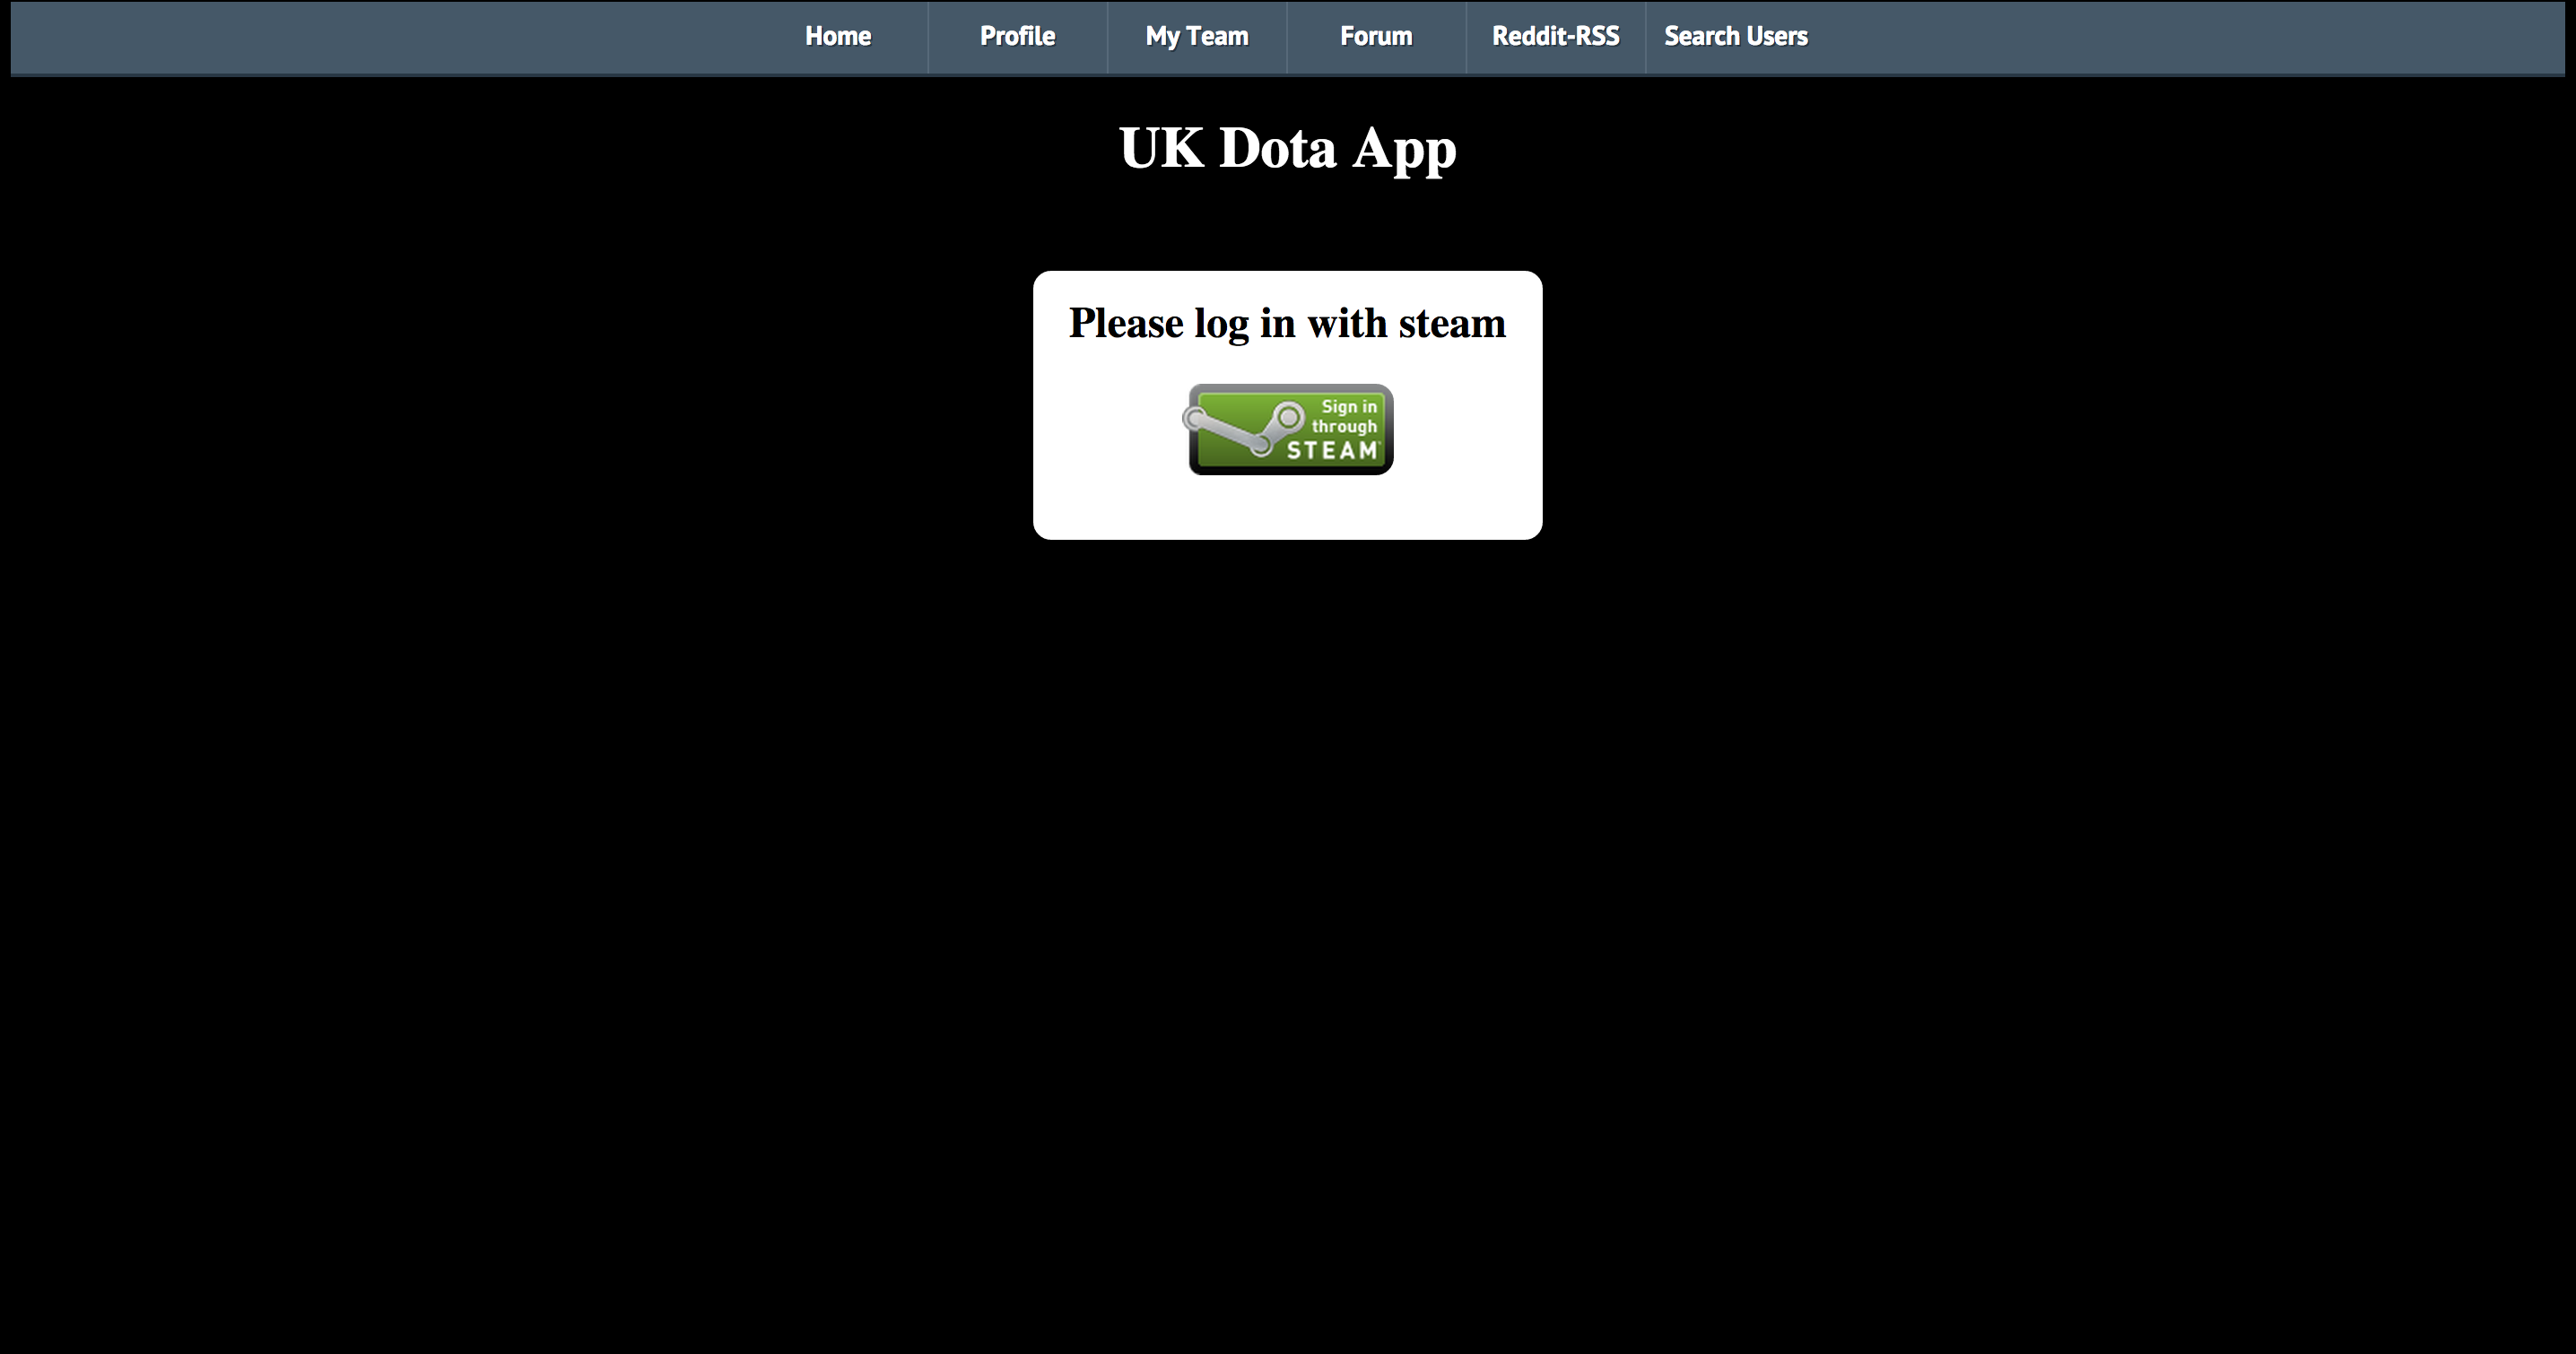 Home Profile My Team Forum Reddit-RSS Search Users
UK Dota App
Please log in with steam
Sign in
through
STEAM